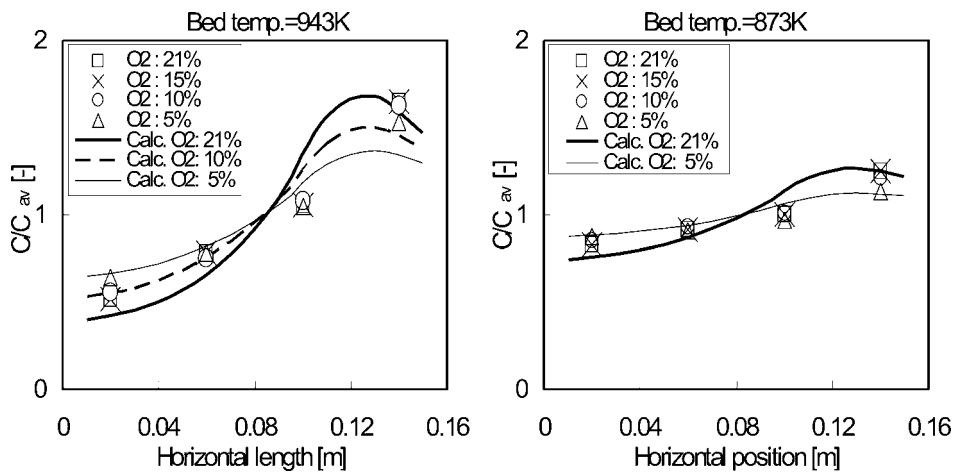 Bed temp.=943K
2
1
0
C/C av [-]
O2 : 21%
O2 : 15%
O2 : 10%
O2 : 5%
Calc. O2: 21%
Calc. O2: 10%
Calc. O2: 5%
0 0.04 0.08 0.12 0.16
Horizontal length [m]
Bed temp.=873K
2
1
0
C/C av [-]
O2 : 21%
O2 : 15%
O2 : 10%
O2 : 5%
Calc. O2: 21%
Calc. O2: 5%
0 0.04 0.08 0.12 0.16
Horizontal position [m]